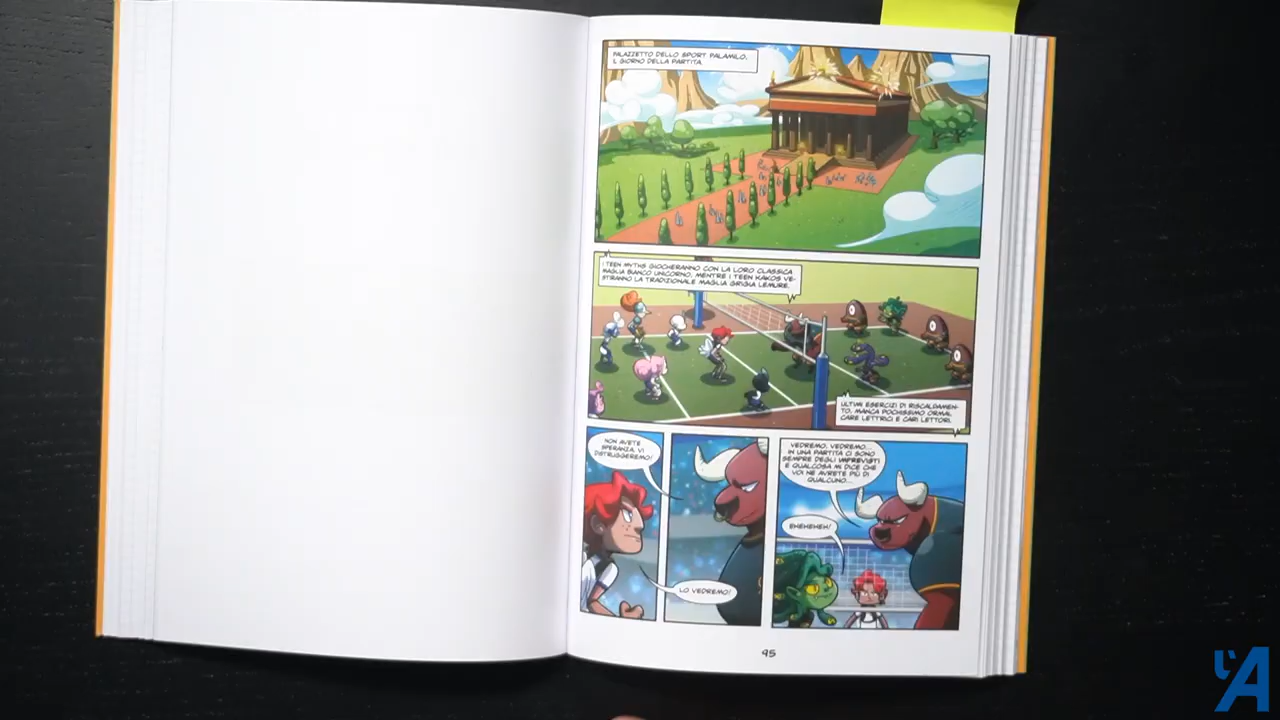 PALAZZETTO DELLO SPORT PALAMILO,
IL GIORNO DELLA PARTITA.
I TEEN MYTHS GIOCHERANNO CON LA LORO CLASSICA
MAGLIA BIANCO UNICORNO, MENTRE I TEEN KAKOS VE-
STIRANNO LA TRADIZIONALE MAGLIA GRIGIA LEMURE.
ULTIMI ESERCIZI DI RISCALDAMEN-
TO, MANCA POCHISSIMO ORMAI,
CARE LETTRICI E CARI LETTORI.
NON AVETE
SPERANZA. VI
DISTRUGGEREMO!
LO VEDREMO!
VEDREMO, VEDREMO...
IN UNA PARTITA CI SONO
SEMPRE DEGLI IMPREVISTI
E QUALCOSA MI DICE CHE
VOI NE AVRETE PIÙ DI
QUALCUNO...
EHEHEHEH!
95
L'A